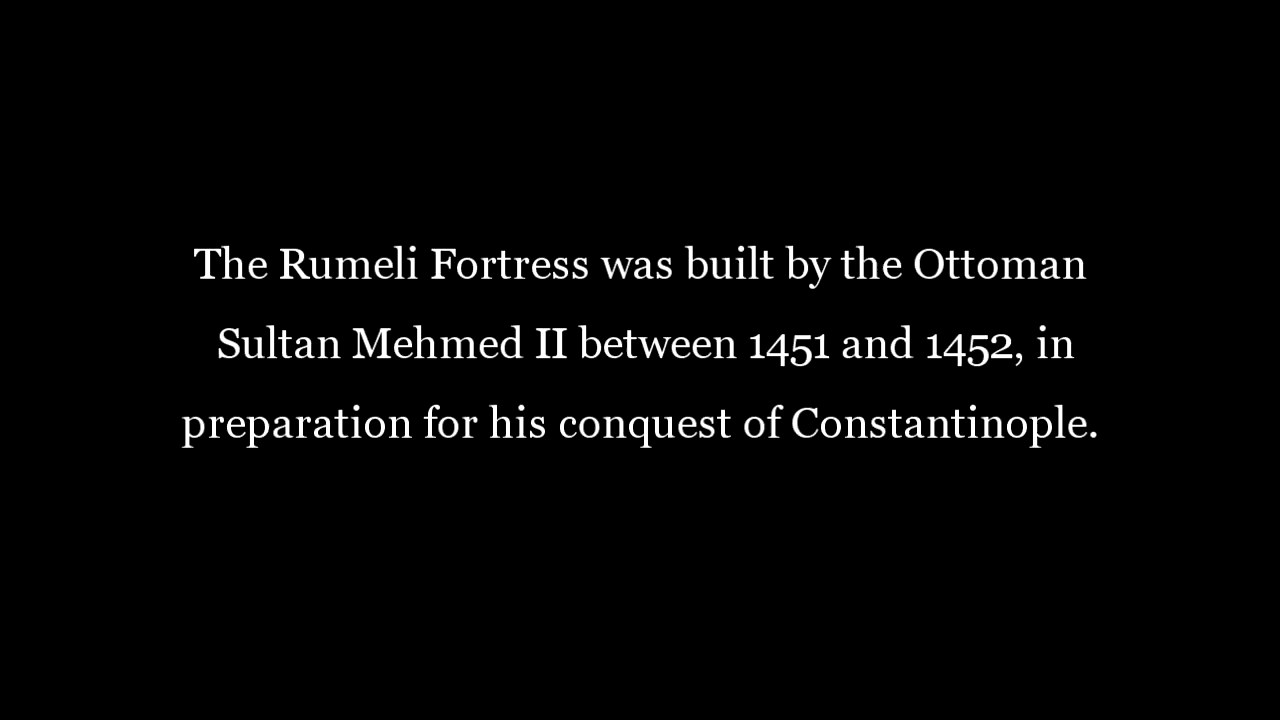 The Rumeli Fortress was built by the Ottoman
Sultan Mehmed II between 1451 and 1452, in
preparation for his conquest of Constantinople.